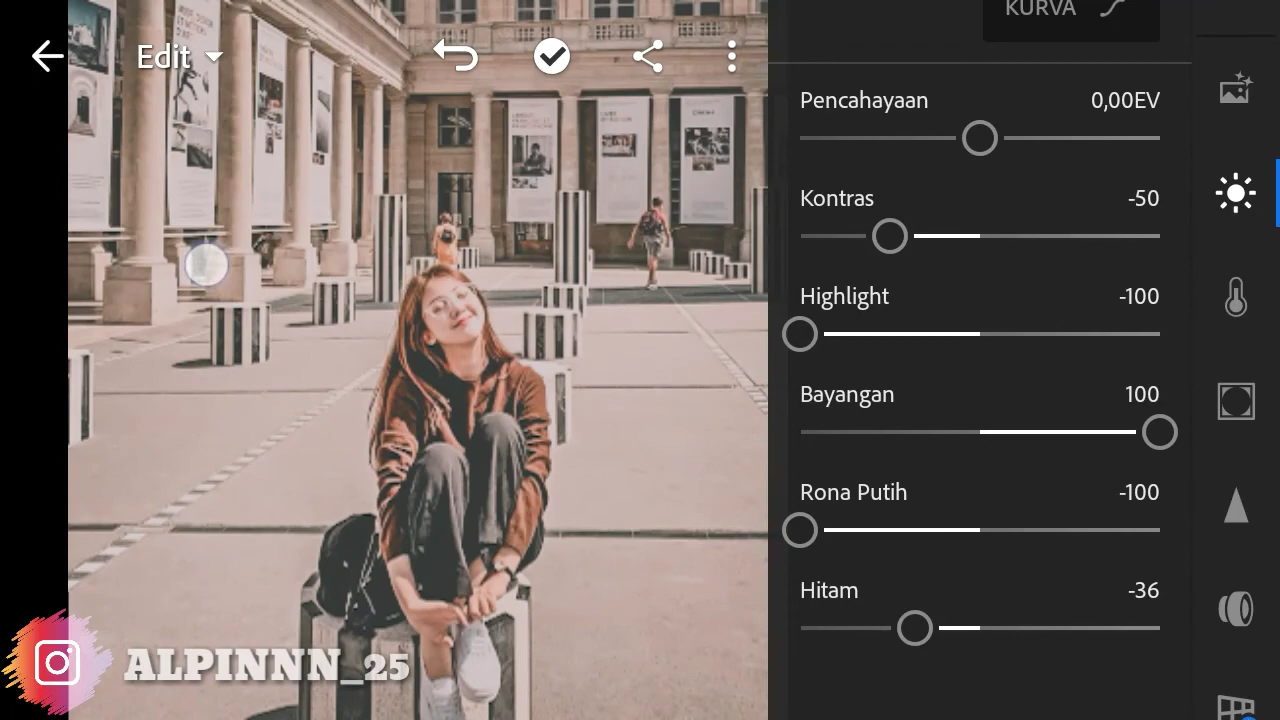 KURVA
Edit
Pencahayaan 0,00EV
Kontras -50
Highlight -100
Bayangan 100
Rona Putih -100
Hitam -36
ALPINNN_25